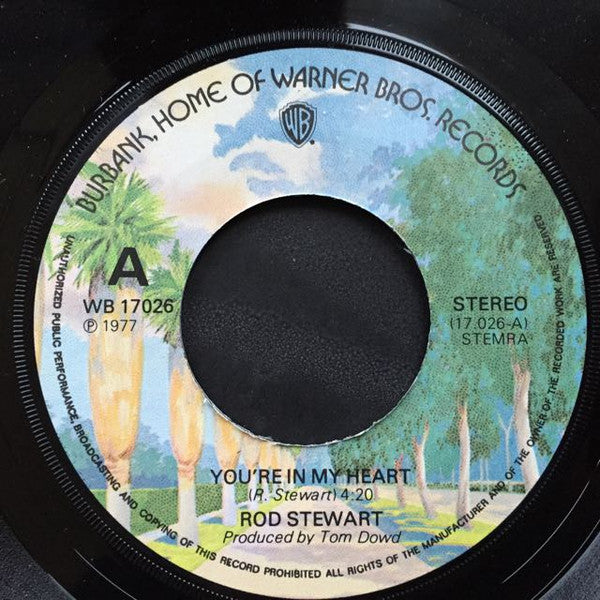 BURBANK, HOME OF WARNER BROS. RECORDS
WB
A
WB 17026
℗ 1977
STEREO
(17.026-A)
STEMRA
YOU'RE IN MY HEART
(R. Stewart) 4:20
ROD STEWART
Produced by Tom Dowd
UNAUTHORIZED PUBLIC PERFORMANCE, BROADCASTING AND COPYING OF THIS RECORD PROHIBITED ALL RIGHTS OF THE MANUFACTURER AND OF THE OWNER OF THE RECORDED WORK ARE RESERVED